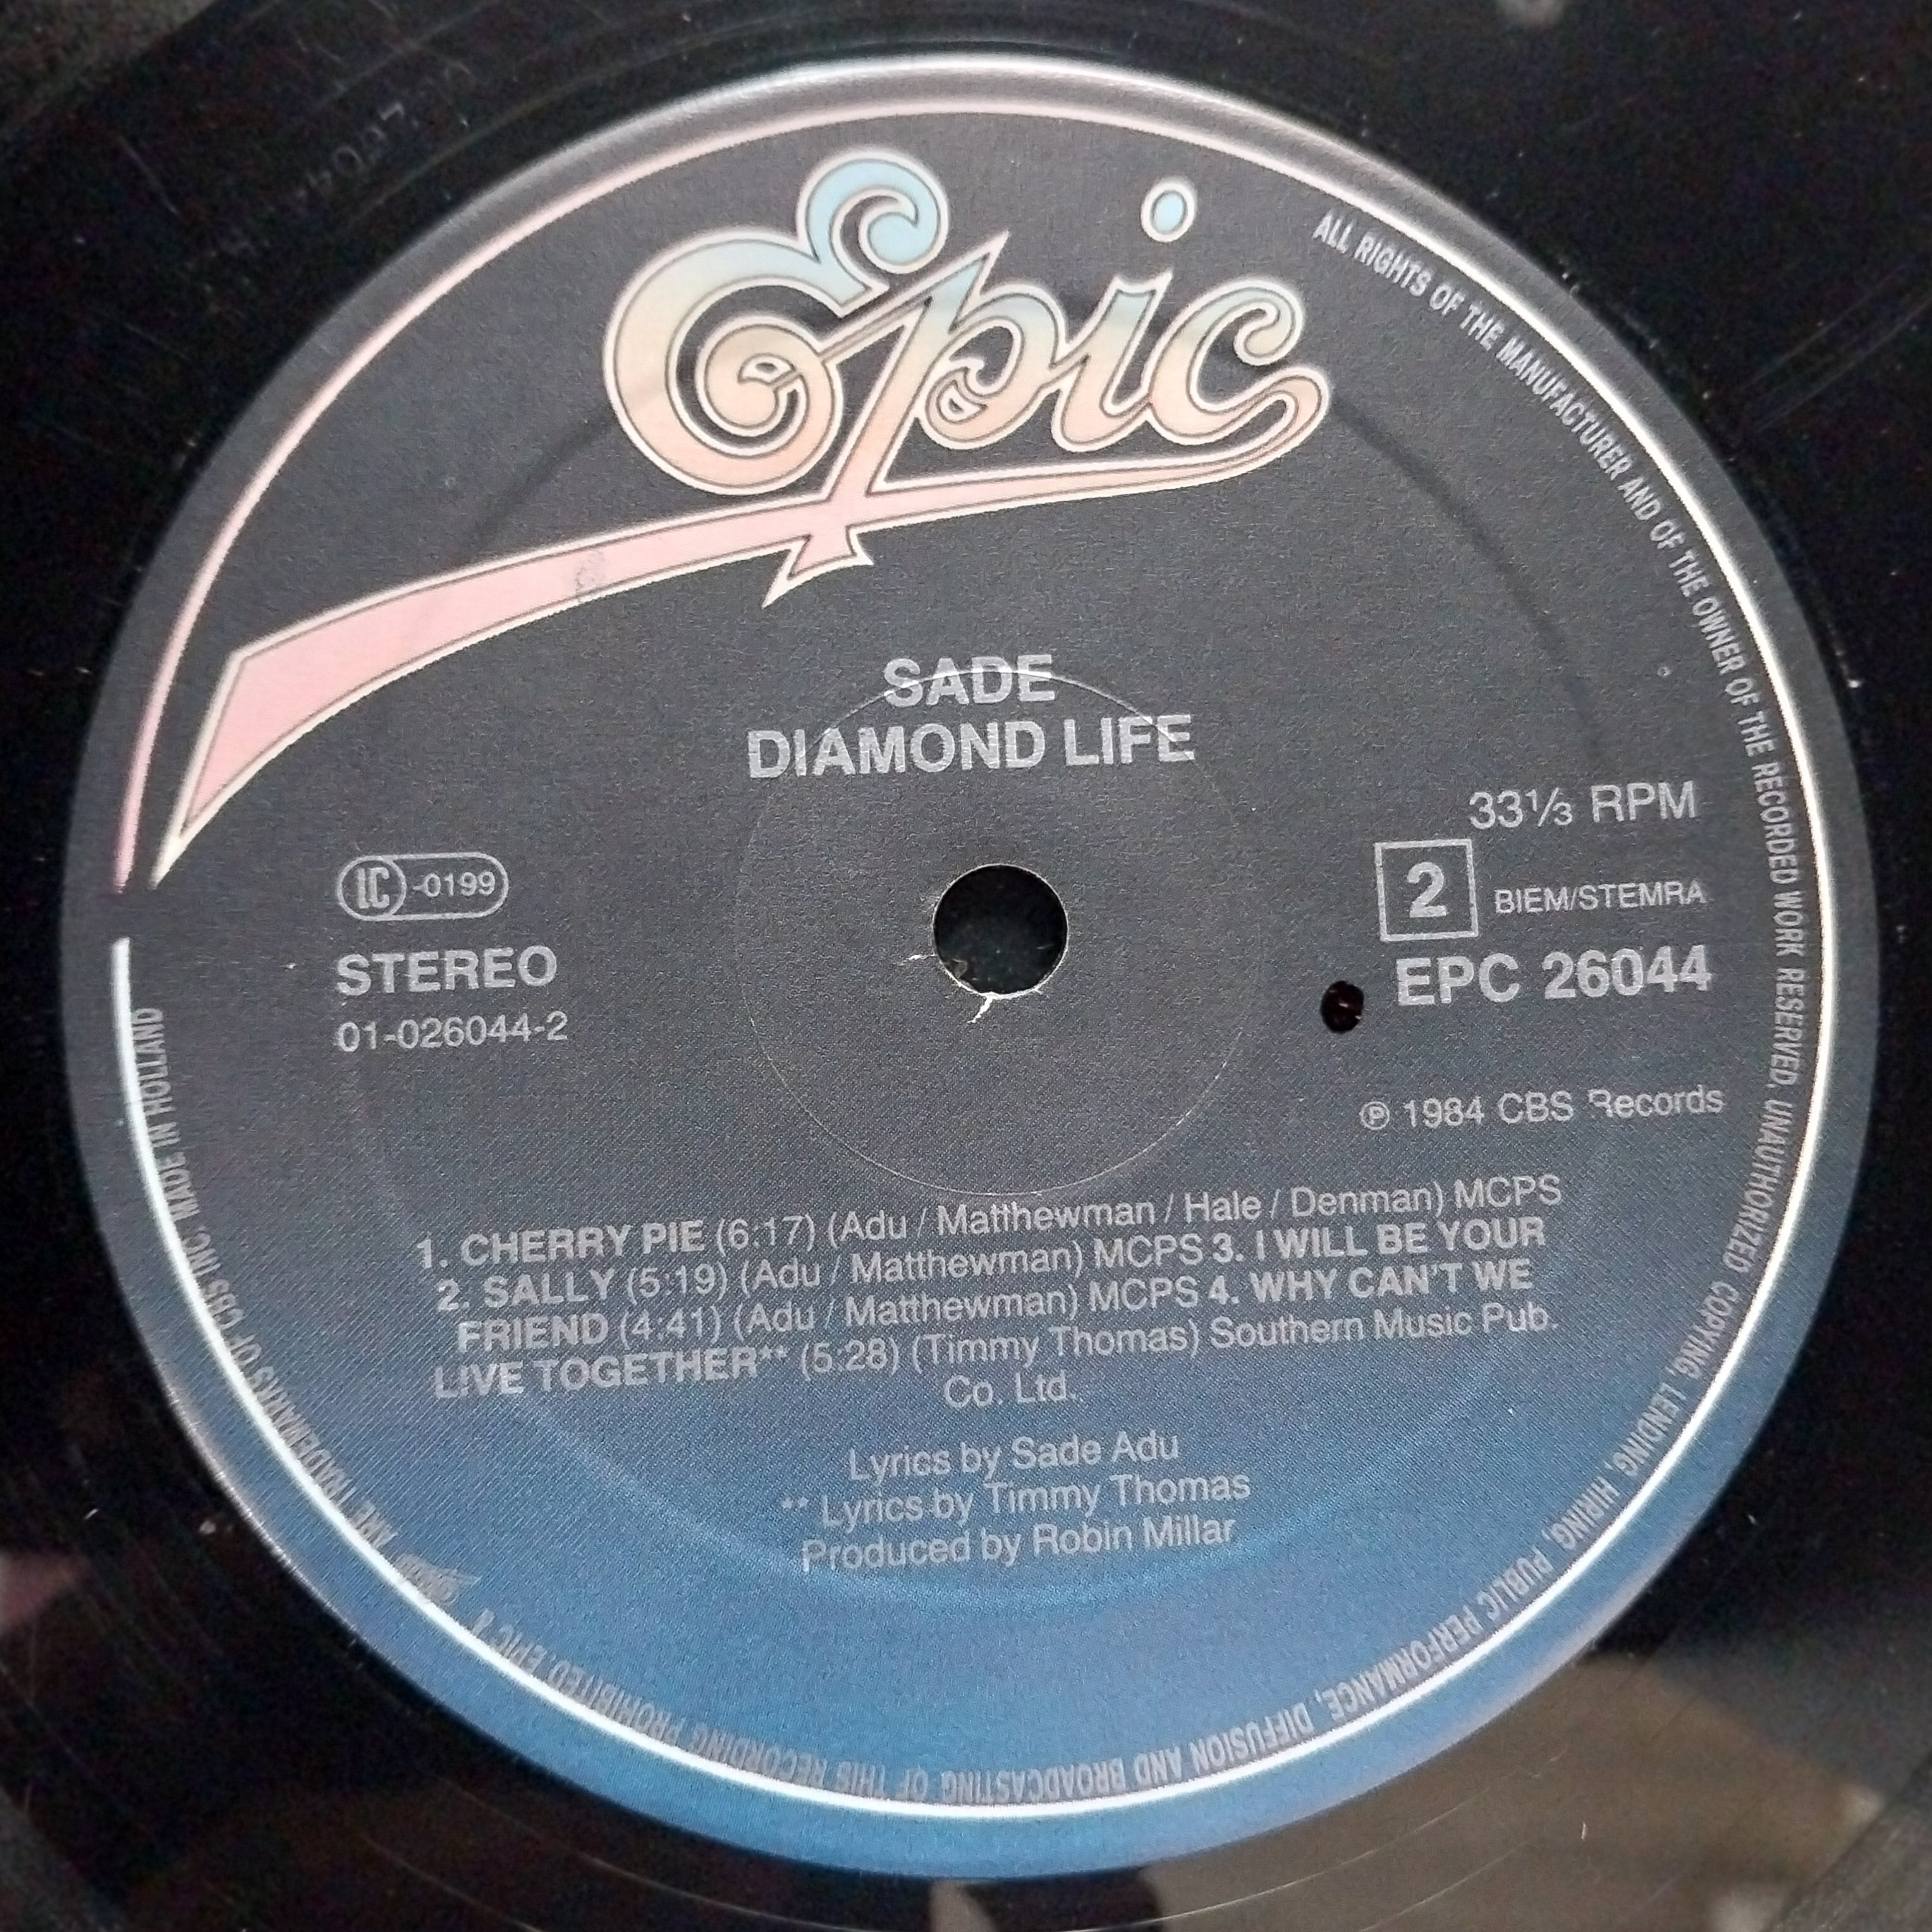 Epic
SADE
DIAMOND LIFE
33⅓ RPM
LC-0199
2
BIEM/STEMRA
STEREO
EPC 26044
01-026044-2
℗ 1984 CBS Records
1. CHERRY PIE (6:17) (Adu / Matthewman / Hale / Denman) MCPS
2. SALLY (5:19) (Adu / Matthewman) MCPS 3. I WILL BE YOUR
FRIEND (4:41) (Adu / Matthewman) MCPS 4. WHY CAN'T WE
LIVE TOGETHER** (5:28) (Timmy Thomas) Southern Music Pub.
Co. Ltd.
Lyrics by Sade Adu
** Lyrics by Timmy Thomas
Produced by Robin Millar
ALL RIGHTS OF THE MANUFACTURER AND OF THE OWNER OF THE RECORDED WORK RESERVED. UNAUTHORIZED COPYING, LENDING, HIRING, PUBLIC PERFORMANCE, DIFFUSION AND BROADCASTING OF THIS RECORDING PROHIBITED. EPIC & ARE TRADEMARKS OF CBS INC. MADE IN HOLLAND